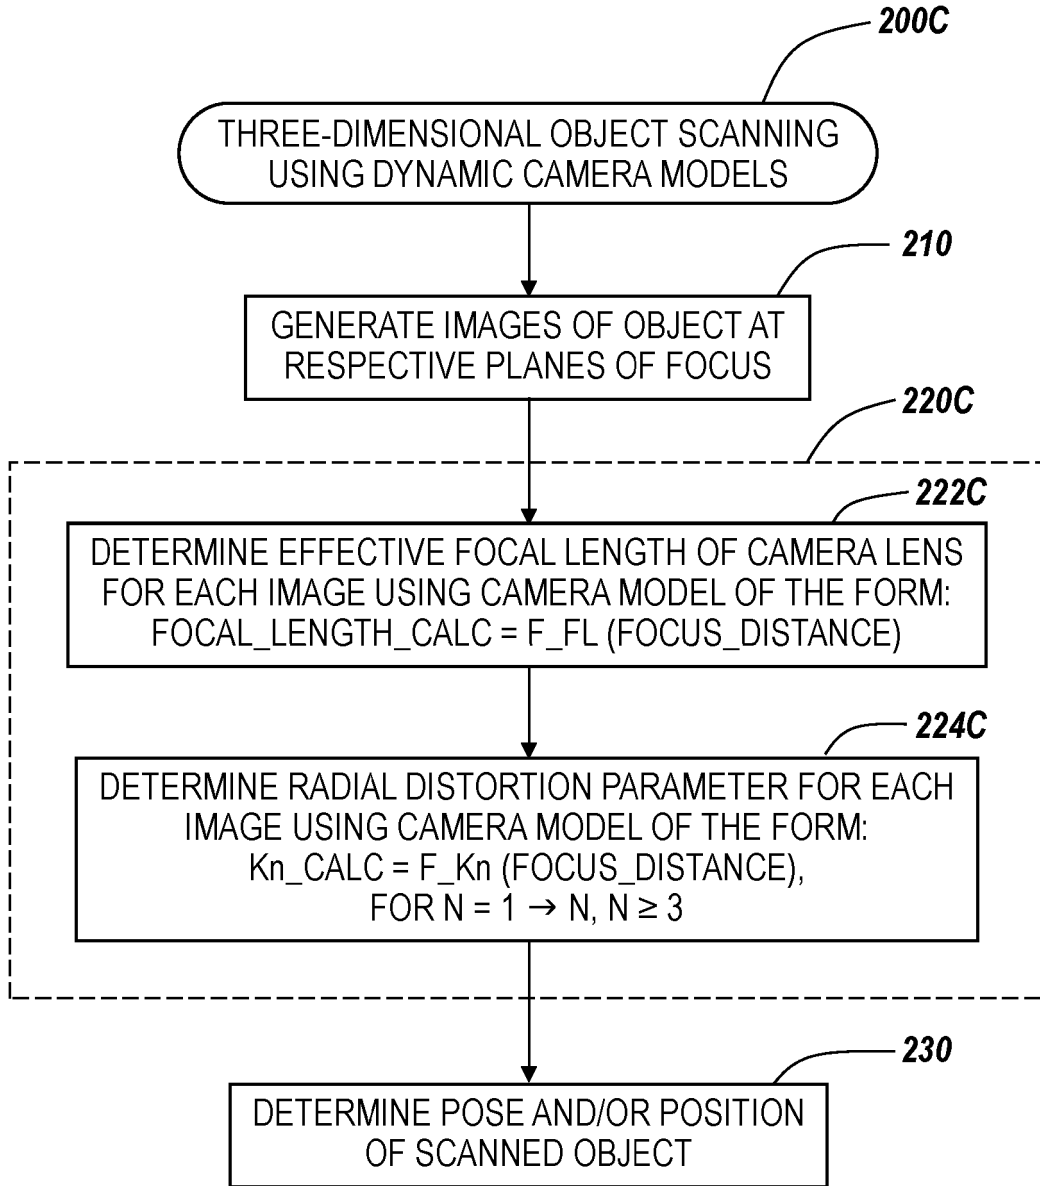 200C
THREE-DIMENSIONAL OBJECT SCANNING
USING DYNAMIC CAMERA MODELS
210
GENERATE IMAGES OF OBJECT AT
RESPECTIVE PLANES OF FOCUS
220C
222C
DETERMINE EFFECTIVE FOCAL LENGTH OF CAMERA LENS
FOR EACH IMAGE USING CAMERA MODEL OF THE FORM:
FOCAL_LENGTH_CALC = F_FL (FOCUS_DISTANCE)
224C
DETERMINE RADIAL DISTORTION PARAMETER FOR EACH
IMAGE USING CAMERA MODEL OF THE FORM:
Kn_CALC = F_Kn (FOCUS_DISTANCE),
FOR N = 1 → N, N ≥ 3
230
DETERMINE POSE AND/OR POSITION
OF SCANNED OBJECT